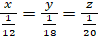 x/(1/12) = y/(1/18) = z/(1/20)